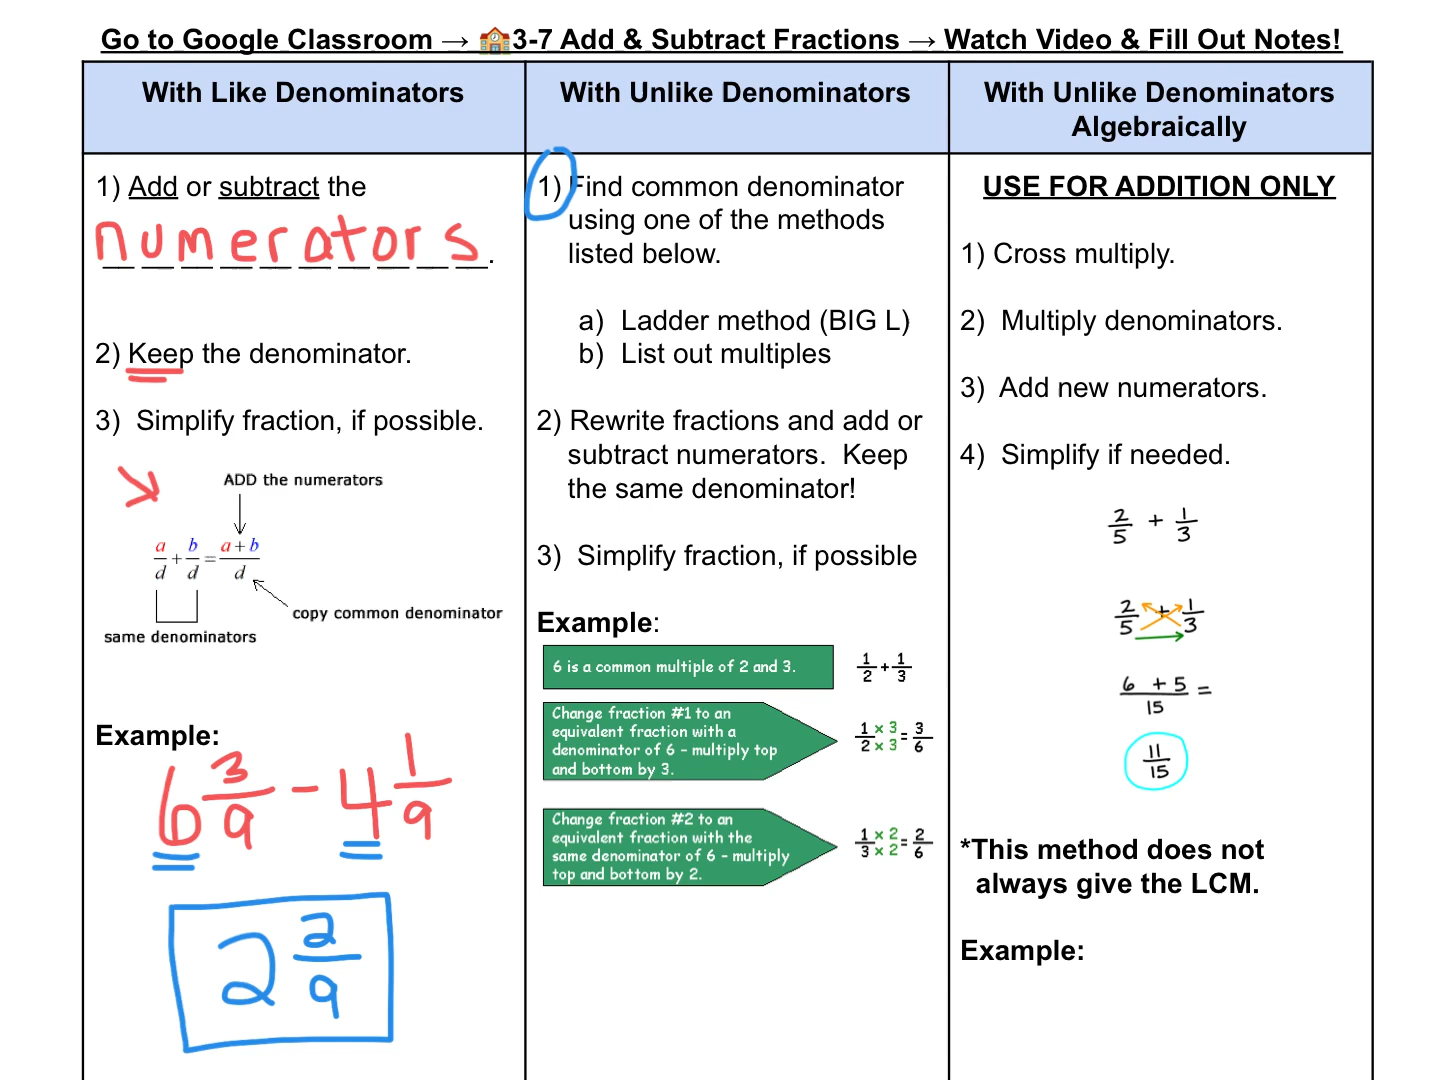 Go to Google Classroom → 🏫3-7 Add & Subtract Fractions → Watch Video & Fill Out Notes!
With Like Denominators
1) Add or subtract the
numerators.
2) Keep the denominator.
3) Simplify fraction, if possible.
ADD the numerators
a/d + b/d = a+b/d
copy common denominator
same denominators
Example:
6 3/9 - 4 1/9
2 2/9
With Unlike Denominators
1) Find common denominator
using one of the methods
listed below.
a) Ladder method (BIG L)
b) List out multiples
2) Rewrite fractions and add or
subtract numerators. Keep
the same denominator!
3) Simplify fraction, if possible
Example:
6 is a common multiple of 2 and 3.
1/2 + 1/3
Change fraction #1 to an
equivalent fraction with a
denominator of 6 - multiply top
and bottom by 3.
1/2 × 3/× 3 = 3/6
Change fraction #2 to an
equivalent fraction with the
same denominator of 6 - multiply
top and bottom by 2.
1/3 × 2/× 2 = 2/6
With Unlike Denominators
Algebraically
USE FOR ADDITION ONLY
1) Cross multiply.
2) Multiply denominators.
3) Add new numerators.
4) Simplify if needed.
2/5 + 1/3
2/5 + 1/3
6 + 5/15 =
11/15
*This method does not
always give the LCM.
Example: